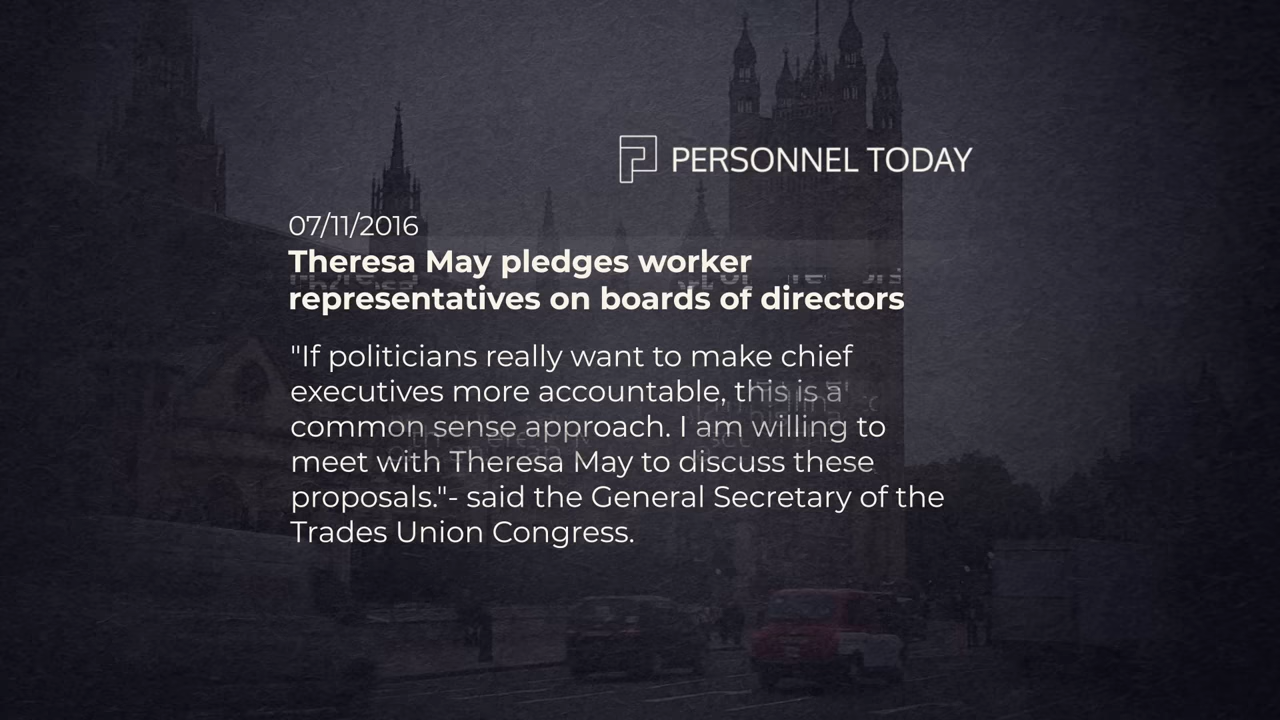 PERSONNEL TODAY
07/11/2016
Theresa May pledges worker
representatives on boards of directors
"If politicians really want to make chief
executives more accountable, this is a
common sense approach. I am willing to
meet with Theresa May to discuss these
proposals."- said the General Secretary of the
Trades Union Congress.